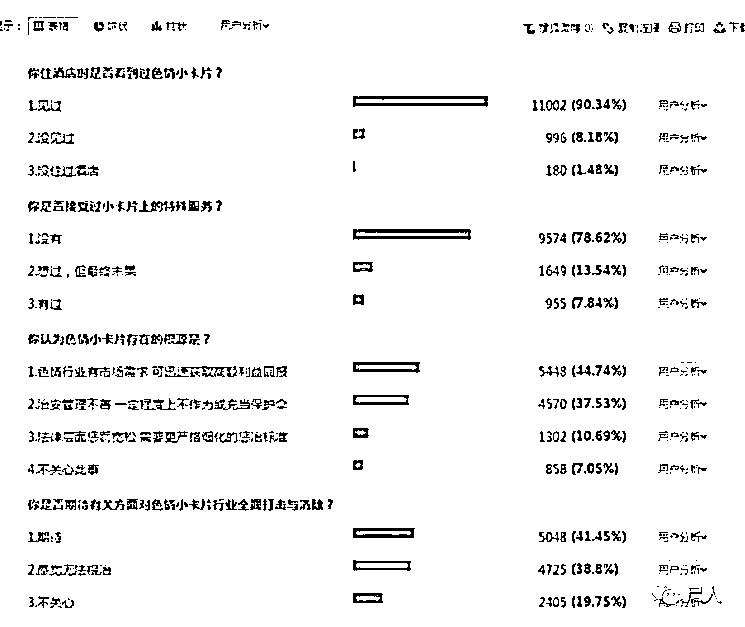 示： 表格 饼状 柱状 用户分析 复制链接 打印 下载
你住酒店时是否看到过色情小卡片？
1.见过 11002 (90.34%) 用户分析
2.没见过 996 (8.18%) 用户分析
3.没住过酒店 180 (1.48%) 用户分析
你是否接受过小卡片上的特殊服务？
1.没有 9574 (78.62%) 用户分析
2.想过，但最终未果 1649 (13.54%) 用户分析
3.有过 955 (7.84%) 用户分析
你认为色情小卡片存在的根源是？
1.色情行业有市场需求 可迅速获取高额利益回报 5448 (44.74%) 用户分析
2.治安管理不善 一定程度上不作为或充当保护伞 4570 (37.53%) 用户分析
3.法律层面惩罚宽松 需要更严格细化的惩治标准 1302 (10.69%) 用户分析
4.不关心此事 858 (7.05%) 用户分析
你是否期待有关方面对色情小卡片行业全面打击与消除？
1.期待 5048 (41.45%) 用户分析
2.感觉无法根治 4725 (38.8%) 用户分析
3.不关心 2405 (19.75%) 用户分析